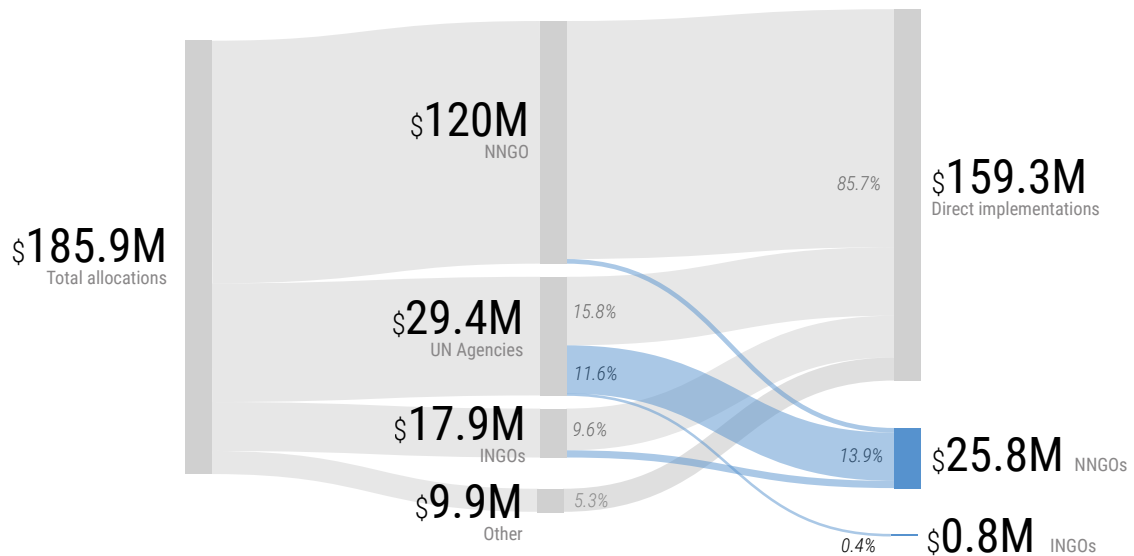 $185.9M
Total allocations
$120M
NNGO
$29.4M
UN Agencies
$17.9M
INGOs
$9.9M
Other
15.8%
11.6%
9.6%
5.3%
85.7%
13.9%
0.4%
$159.3M
Direct implementations
$25.8M NNGOs
$0.8M INGOs